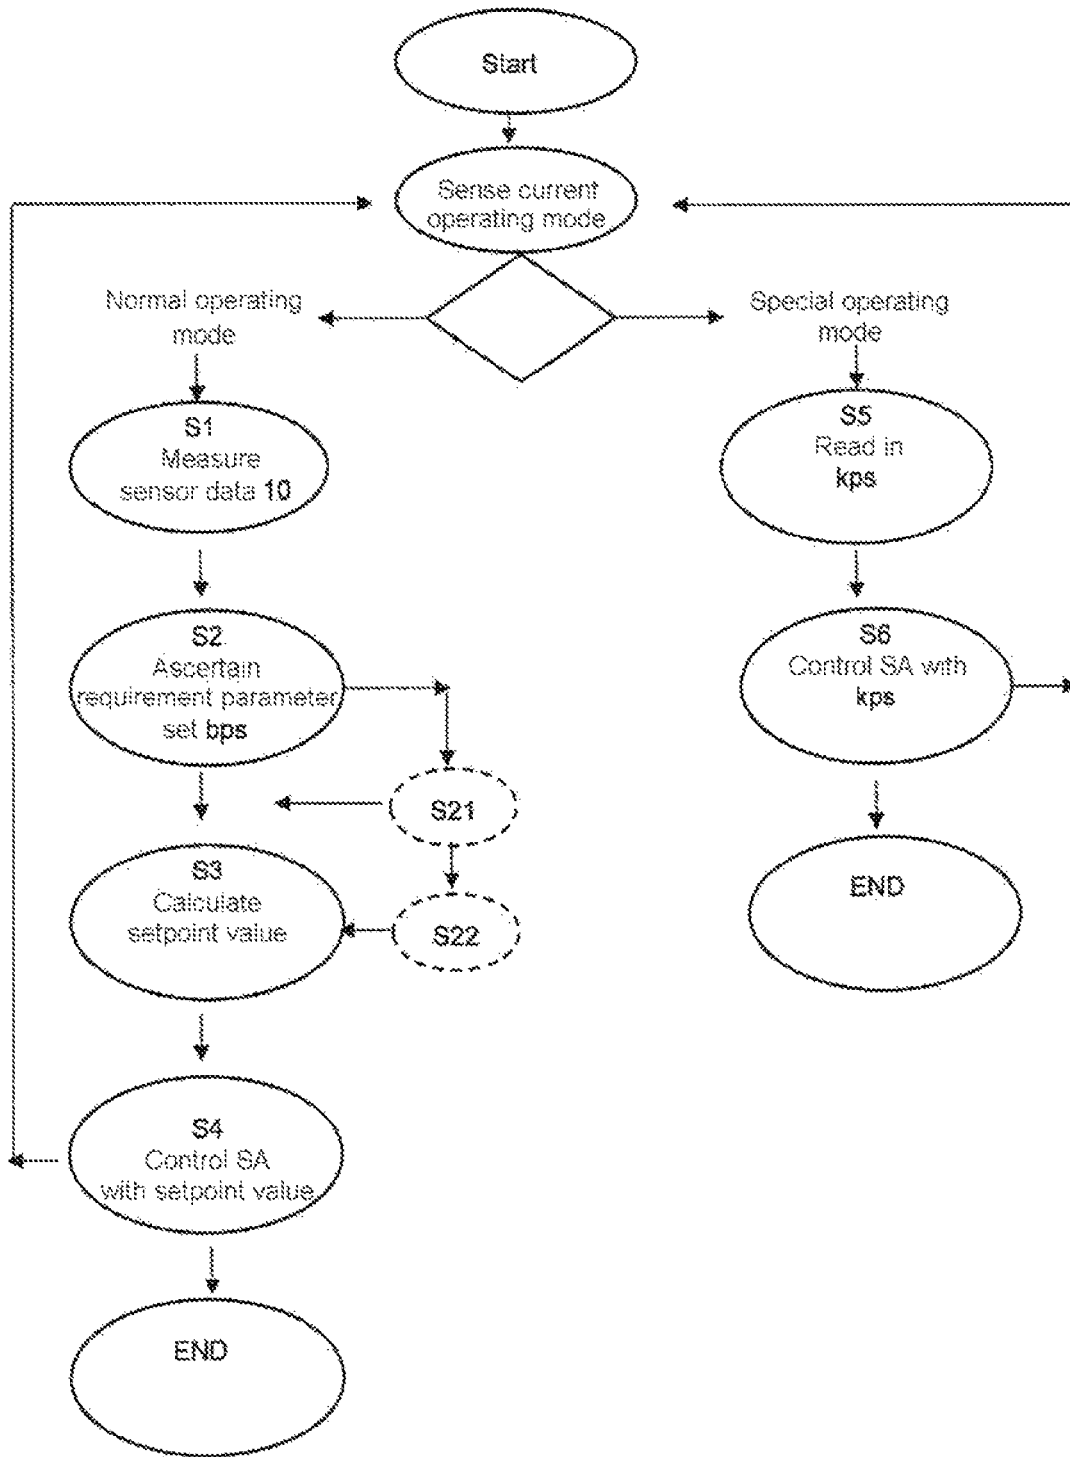 Start
Sense current
operating mode
Normal operating
mode
Special operating
mode
S1
Measure
sensor data 10
S5
Read in
kps
S2
Ascertain
requirement parameter
set bps
S6
Control SA with
kps
S21
S3
Calculate
setpoint value
S22
END
S4
Control SA
with setpoint value
END